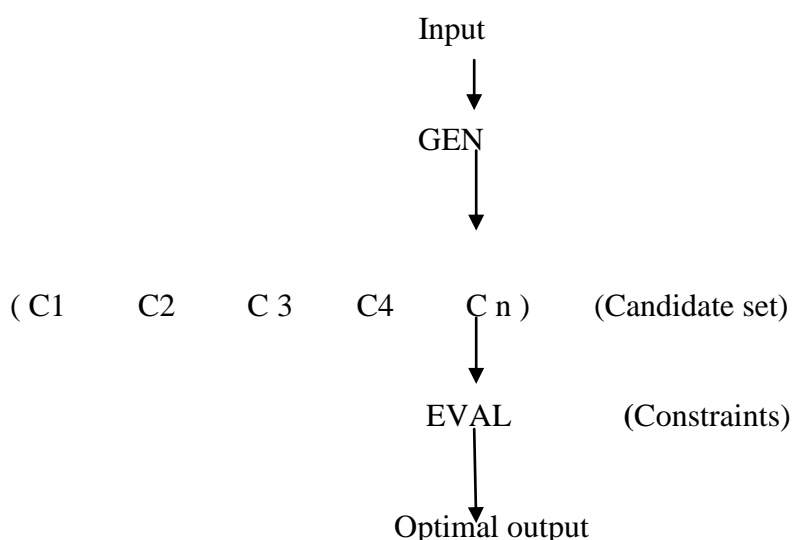 Input
GEN
( C1 C2 C 3 C4 C n ) (Candidate set)
EVAL (Constraints)
Optimal output